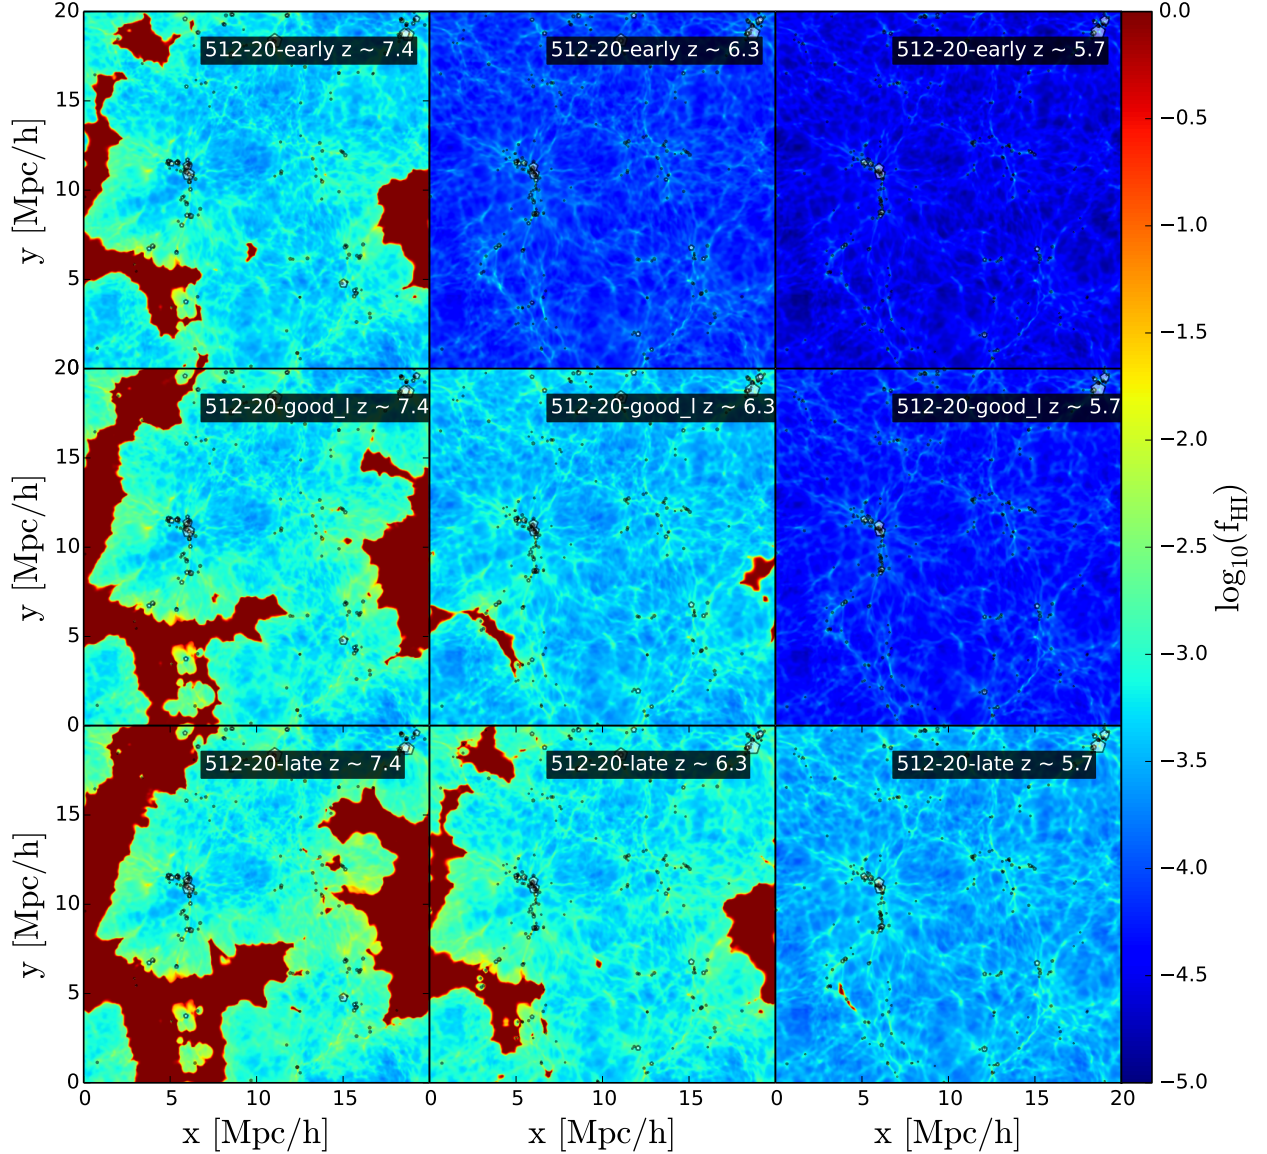 20
15
10
5
20
0
15
10
5
0
15
10
5
0
y [Mpc/h]
y [Mpc/h]
y [Mpc/h]
512-20-early z ~ 7.4
512-20-early z ~ 6.3
512-20-early z ~ 5.7
512-20-good_l z ~ 7.4
512-20-good_l z ~ 6.3
512-20-good_l z ~ 5.7
512-20-late z ~ 7.4
512-20-late z ~ 6.3
512-20-late z ~ 5.7
0 5 10 15 0 5 10 15 0 5 10 15 20
x [Mpc/h] x [Mpc/h] x [Mpc/h]
0.0
−0.5
−1.0
−1.5
−2.0
−2.5
−3.0
−3.5
−4.0
−4.5
−5.0
log₁₀(f_HI)